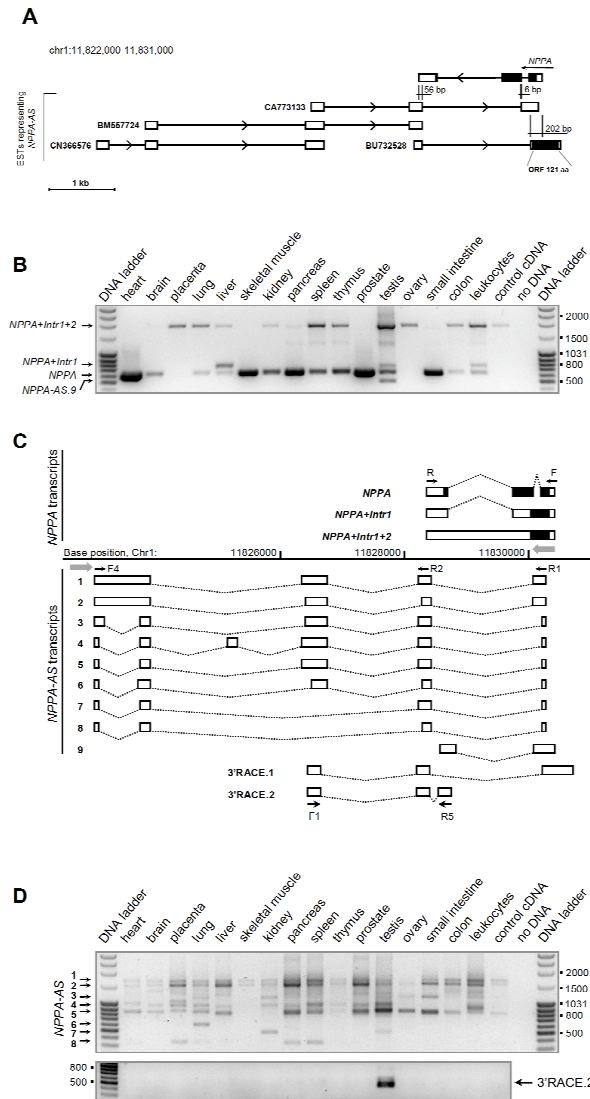 A
chr1:11,822,000 11,831,000
NPPA
56 bp
6 bp
CA773133
BM557724
202 bp
CN366576
BU732528
ORF 121 aa
ESTs representing
NPPA-AS
1 kb
B
DNA ladder
heart
brain
placenta
lung
liver
skeletal muscle
kidney
pancreas
spleen
thymus
prostate
testis
ovary
small intestine
colon
leukocytes
control cDNA
no DNA
DNA ladder
NPPA+Intr1+2
NPPA+Intr1
NPPA
NPPA-AS.9
2000
1500
1031
800
500
C
NPPA transcripts
R
F
NPPA
NPPA+Intr1
NPPA+Intr1+2
Base position, Chr1:
11826000
11828000
11830000
F4
R2
R1
NPPA-AS transcripts
1
2
3
4
5
6
7
8
9
3'RACE.1
3'RACE.2
F1
R5
D
DNA ladder
heart
brain
placenta
lung
liver
skeletal muscle
kidney
pancreas
spleen
thymus
prostate
testis
ovary
small intestine
colon
leukocytes
control cDNA
no DNA
DNA ladder
NPPA-AS
1
2
3
4
5
6
7
8
2000
1500
1031
800
500
800
500
3'RACE.2